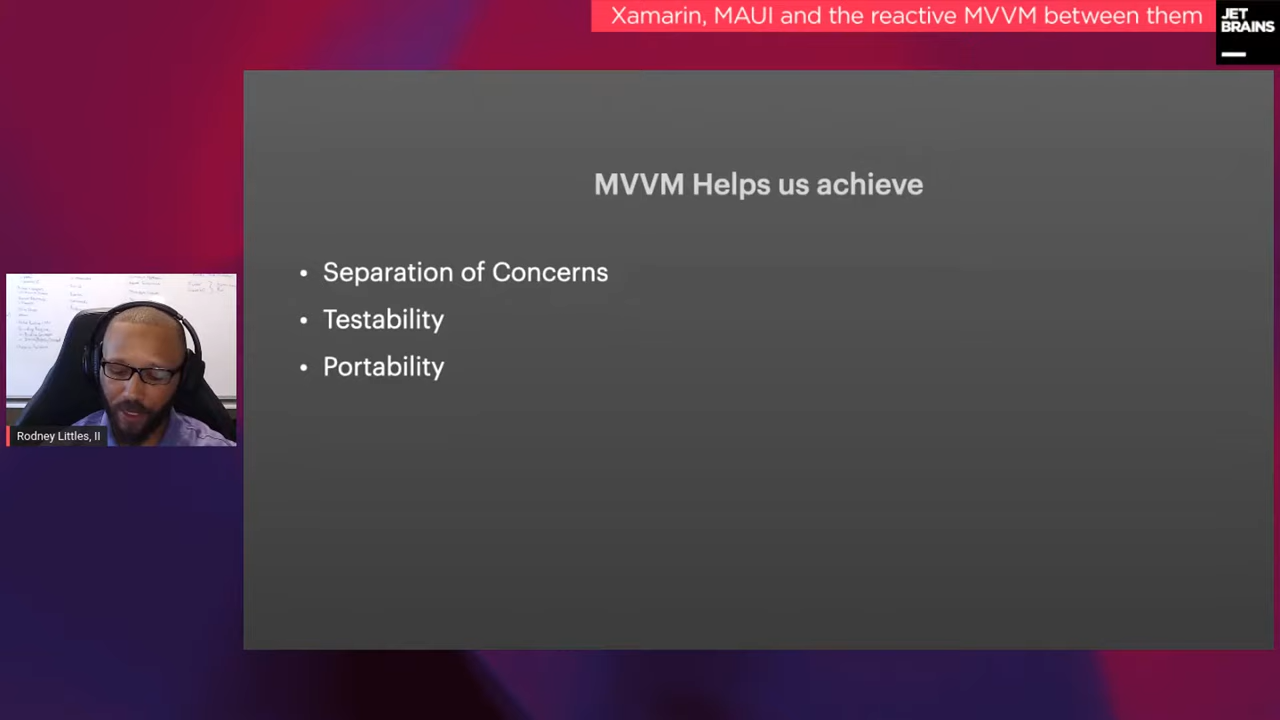 Xamarin, MAUI and the reactive MVVM between them
JET
BRAINS
MVVM Helps us achieve
• Separation of Concerns
• Testability
• Portability
Rodney Littles, II